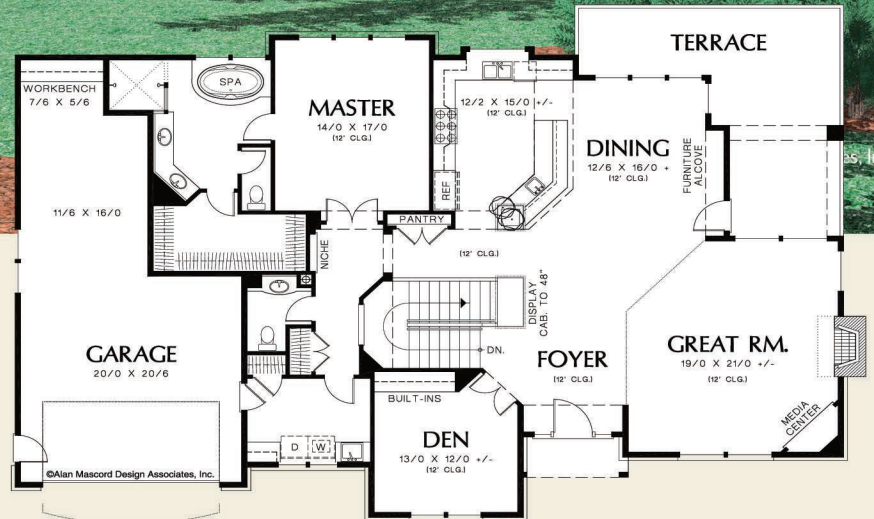 TERRACE
WORKBENCH
7/6 X 5/6
SPA
MASTER
14/0 X 17/0
(12' CLG.)
12/2 X 15/0 +/-
(12' CLG.)
DINING
12/6 X 16/0 +
(12' CLG.)
FURNITURE
ALCOVE
REF
11/6 X 16/0
NICHE
PANTRY
(12' CLG.)
DISPLAY
CAB. TO 48"
DN.
GARAGE
20/0 X 20/6
FOYER
(12' CLG.)
GREAT RM.
19/0 X 21/0 +/-
(12' CLG.)
MEDIA
CENTER
BUILT-INS
DEN
13/0 X 12/0 +/-
(12' CLG.)
D W
©Alan Mascord Design Associates, Inc.